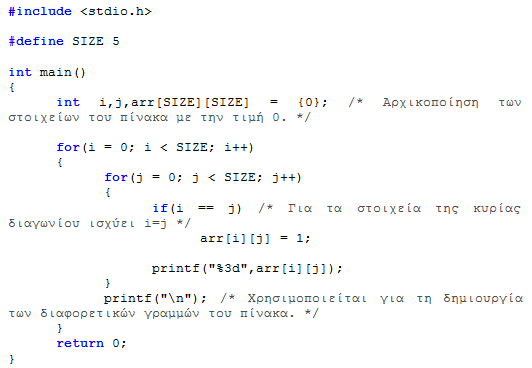 #include <stdio.h>
#define SIZE 5
int main()
{
int i,j,arr[SIZE][SIZE] = {0}; /* Αρχικοποίηση των
στοιχείων του πίνακα με την τιμή 0. */
for(i = 0; i < SIZE; i++)
{
for(j = 0; j < SIZE; j++)
{
if(i == j) /* Για τα στοιχεία της κυρίας
διαγωνίου ισχύει i=j */
arr[i][j] = 1;
printf("%3d",arr[i][j]);
}
printf("\n"); /* Χρησιμοποιείται για τη δημιουργία
των διαφορετικών γραμμών του πίνακα. */
}
return 0;
}